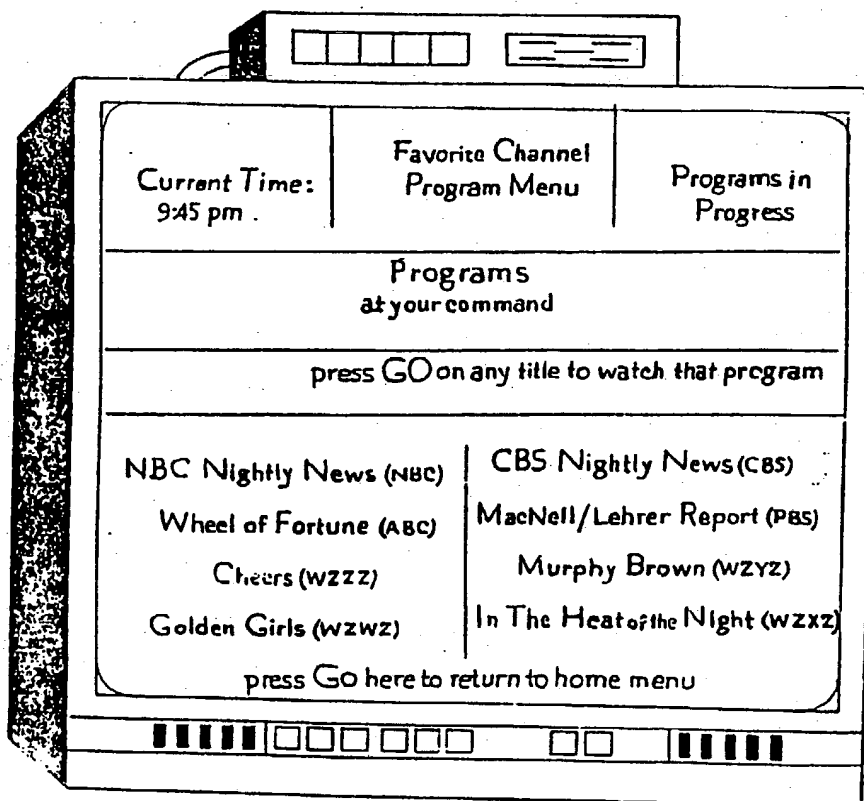 Current Time:
9:45 pm.
Favorite Channel
Program Menu
Programs in
Progress
Programs
at your command
press GO on any title to watch that program
NBC Nightly News (NBC)
Wheel of Fortune (ABC)
Cheers (WZZZ)
Golden Girls (WZWZ)
CBS Nightly News (CBS)
MacNell/Lehrer Report (PBS)
Murphy Brown (WZYZ)
In The Heat of the Night (WZXZ)
press Go here to return to home menu